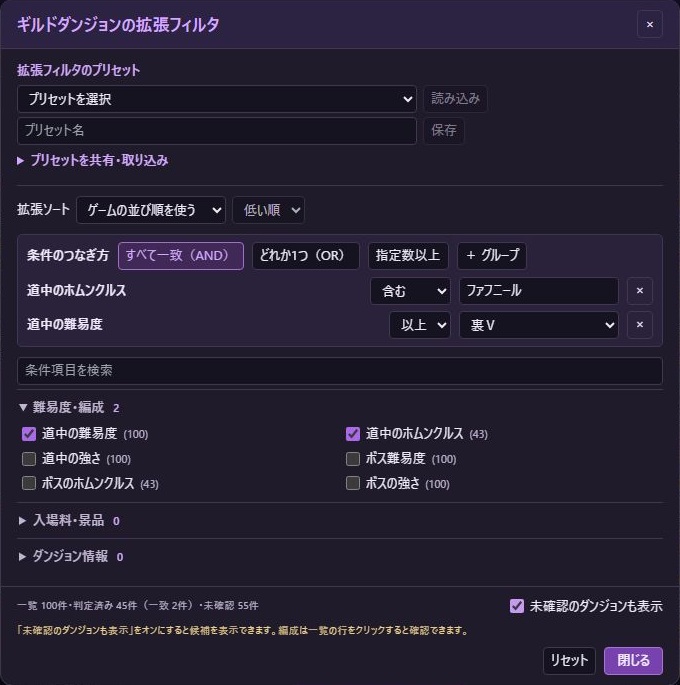 ギルドダンジョンの拡張フィルタ ×
拡張フィルタのプリセット
プリセットを選択 読み込み
プリセット名 保存
▶ プリセットを共有・取り込み
拡張ソート ゲームの並び順を使う 低い順
条件のつなぎ方 すべて一致（AND） どれか1つ（OR） 指定数以上 + グループ
道中のホムンクルス 含む ファフニール ×
道中の難易度 以上 裏Ⅴ ×
条件項目を検索
▼ 難易度・編成 2
道中の難易度 (100) 道中のホムンクルス (43)
道中の強さ (100) ボス難易度 (100)
ボスのホムンクルス (43) ボスの強さ (100)
▶ 入場料・景品 0
▶ ダンジョン情報 0
一覧 100件・判定済み 45件（一致 2件）・未確認 55件 未確認のダンジョンも表示
「未確認のダンジョンも表示」をオンにすると候補を表示できます。編成は一覧の行をクリックすると確認できます。
リセット 閉じる